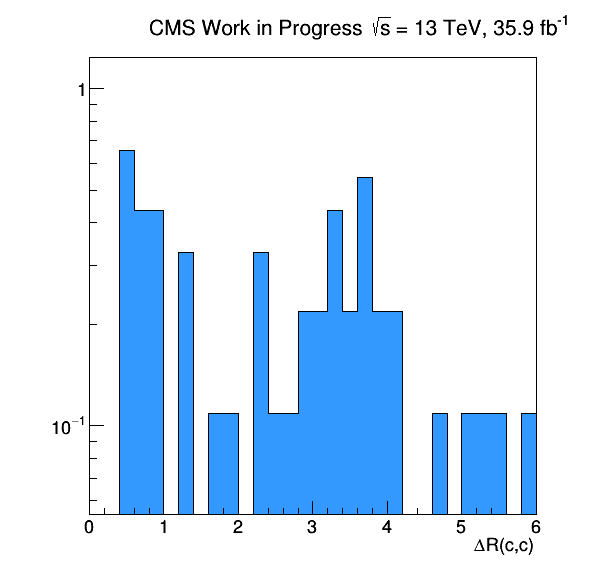 CMS Work in Progress √s = 13 TeV, 35.9 fb⁻¹
1
10⁻¹
0 1 2 3 4 5 6
ΔR(c,c)